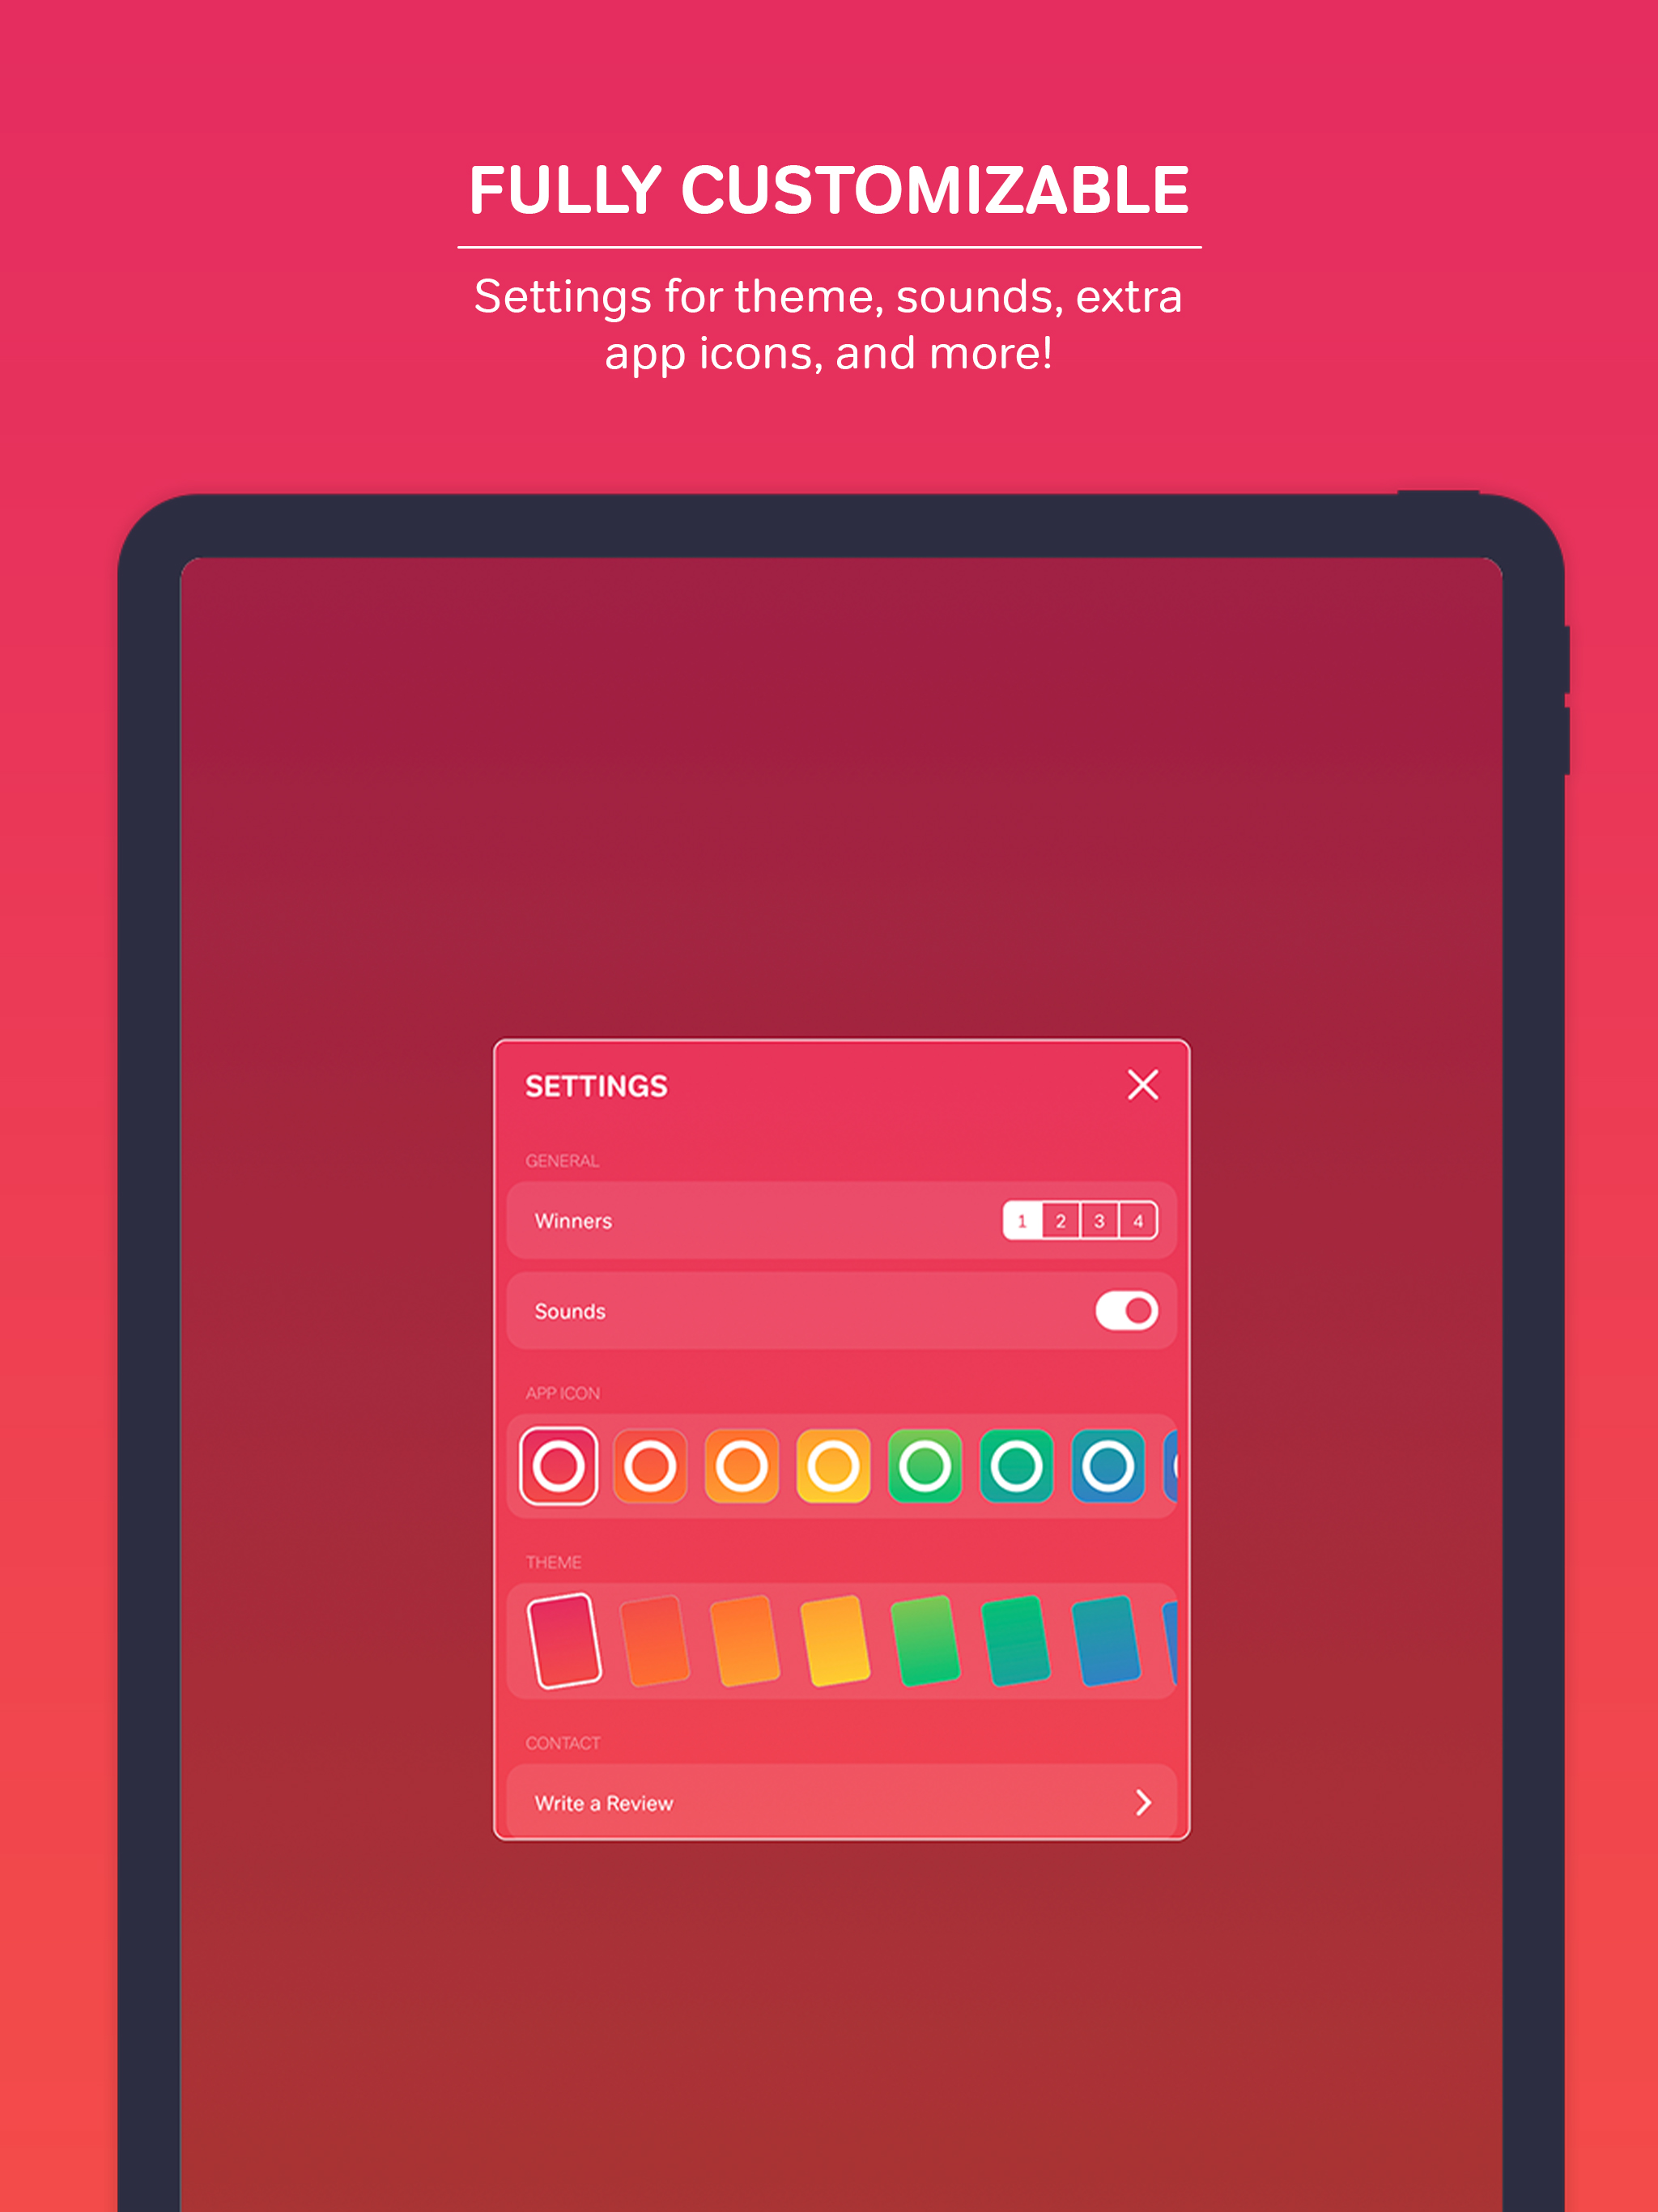 FULLY CUSTOMIZABLE
Settings for theme, sounds, extra
app icons, and more!
SETTINGS
GENERAL
Winners
1 2 3 4
Sounds
APP ICON
THEME
CONTACT
Write a Review